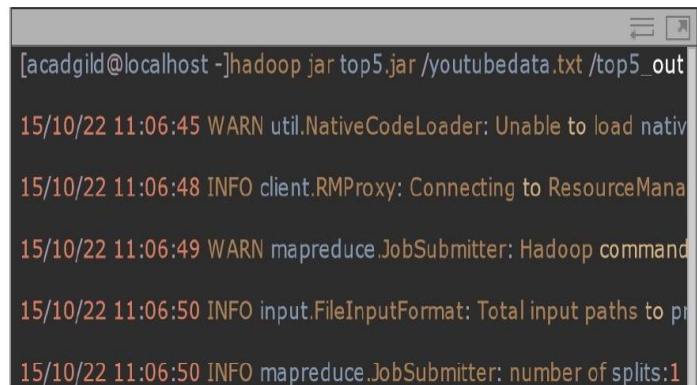 [acadgild@localhost ~]hadoop jar top5.jar /youtubedata.txt /top5_out
15/10/22 11:06:45 WARN util.NativeCodeLoader: Unable to load nativ
15/10/22 11:06:48 INFO client.RMProxy: Connecting to ResourceMana
15/10/22 11:06:49 WARN mapreduce.JobSubmitter: Hadoop command
15/10/22 11:06:50 INFO input.FileInputFormat: Total input paths to pr
15/10/22 11:06:50 INFO mapreduce.JobSubmitter: number of splits:1